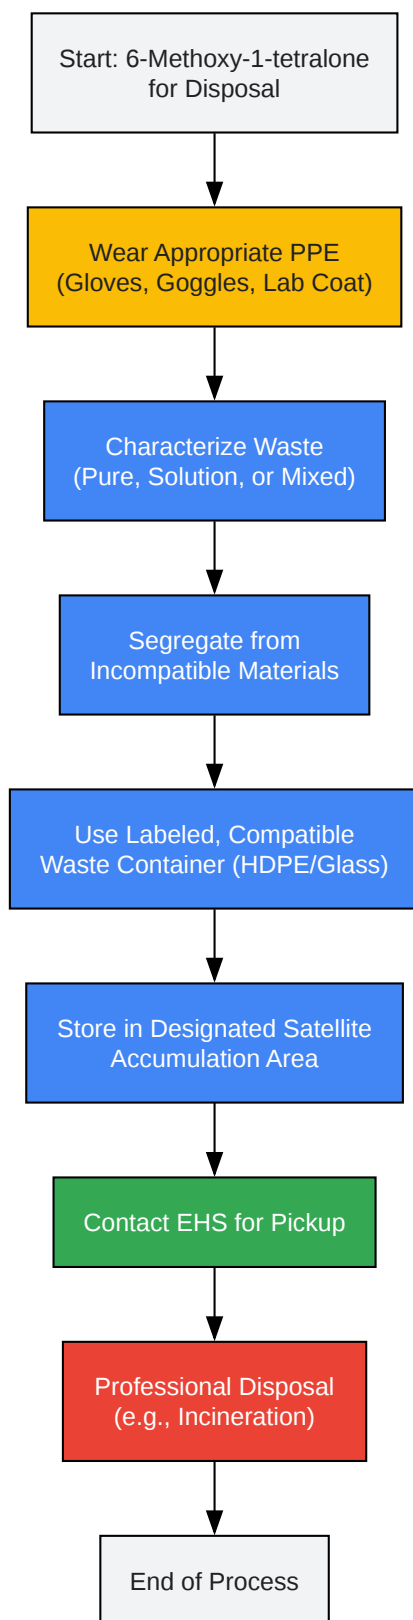 Start: 6-Methoxy-1-tetralone
for Disposal
Wear Appropriate PPE
(Gloves, Goggles, Lab Coat)
Characterize Waste
(Pure, Solution, or Mixed)
Segregate from
Incompatible Materials
Use Labeled, Compatible
Waste Container (HDPE/Glass)
Store in Designated Satellite
Accumulation Area
Contact EHS for Pickup
Professional Disposal
(e.g., Incineration)
End of Process